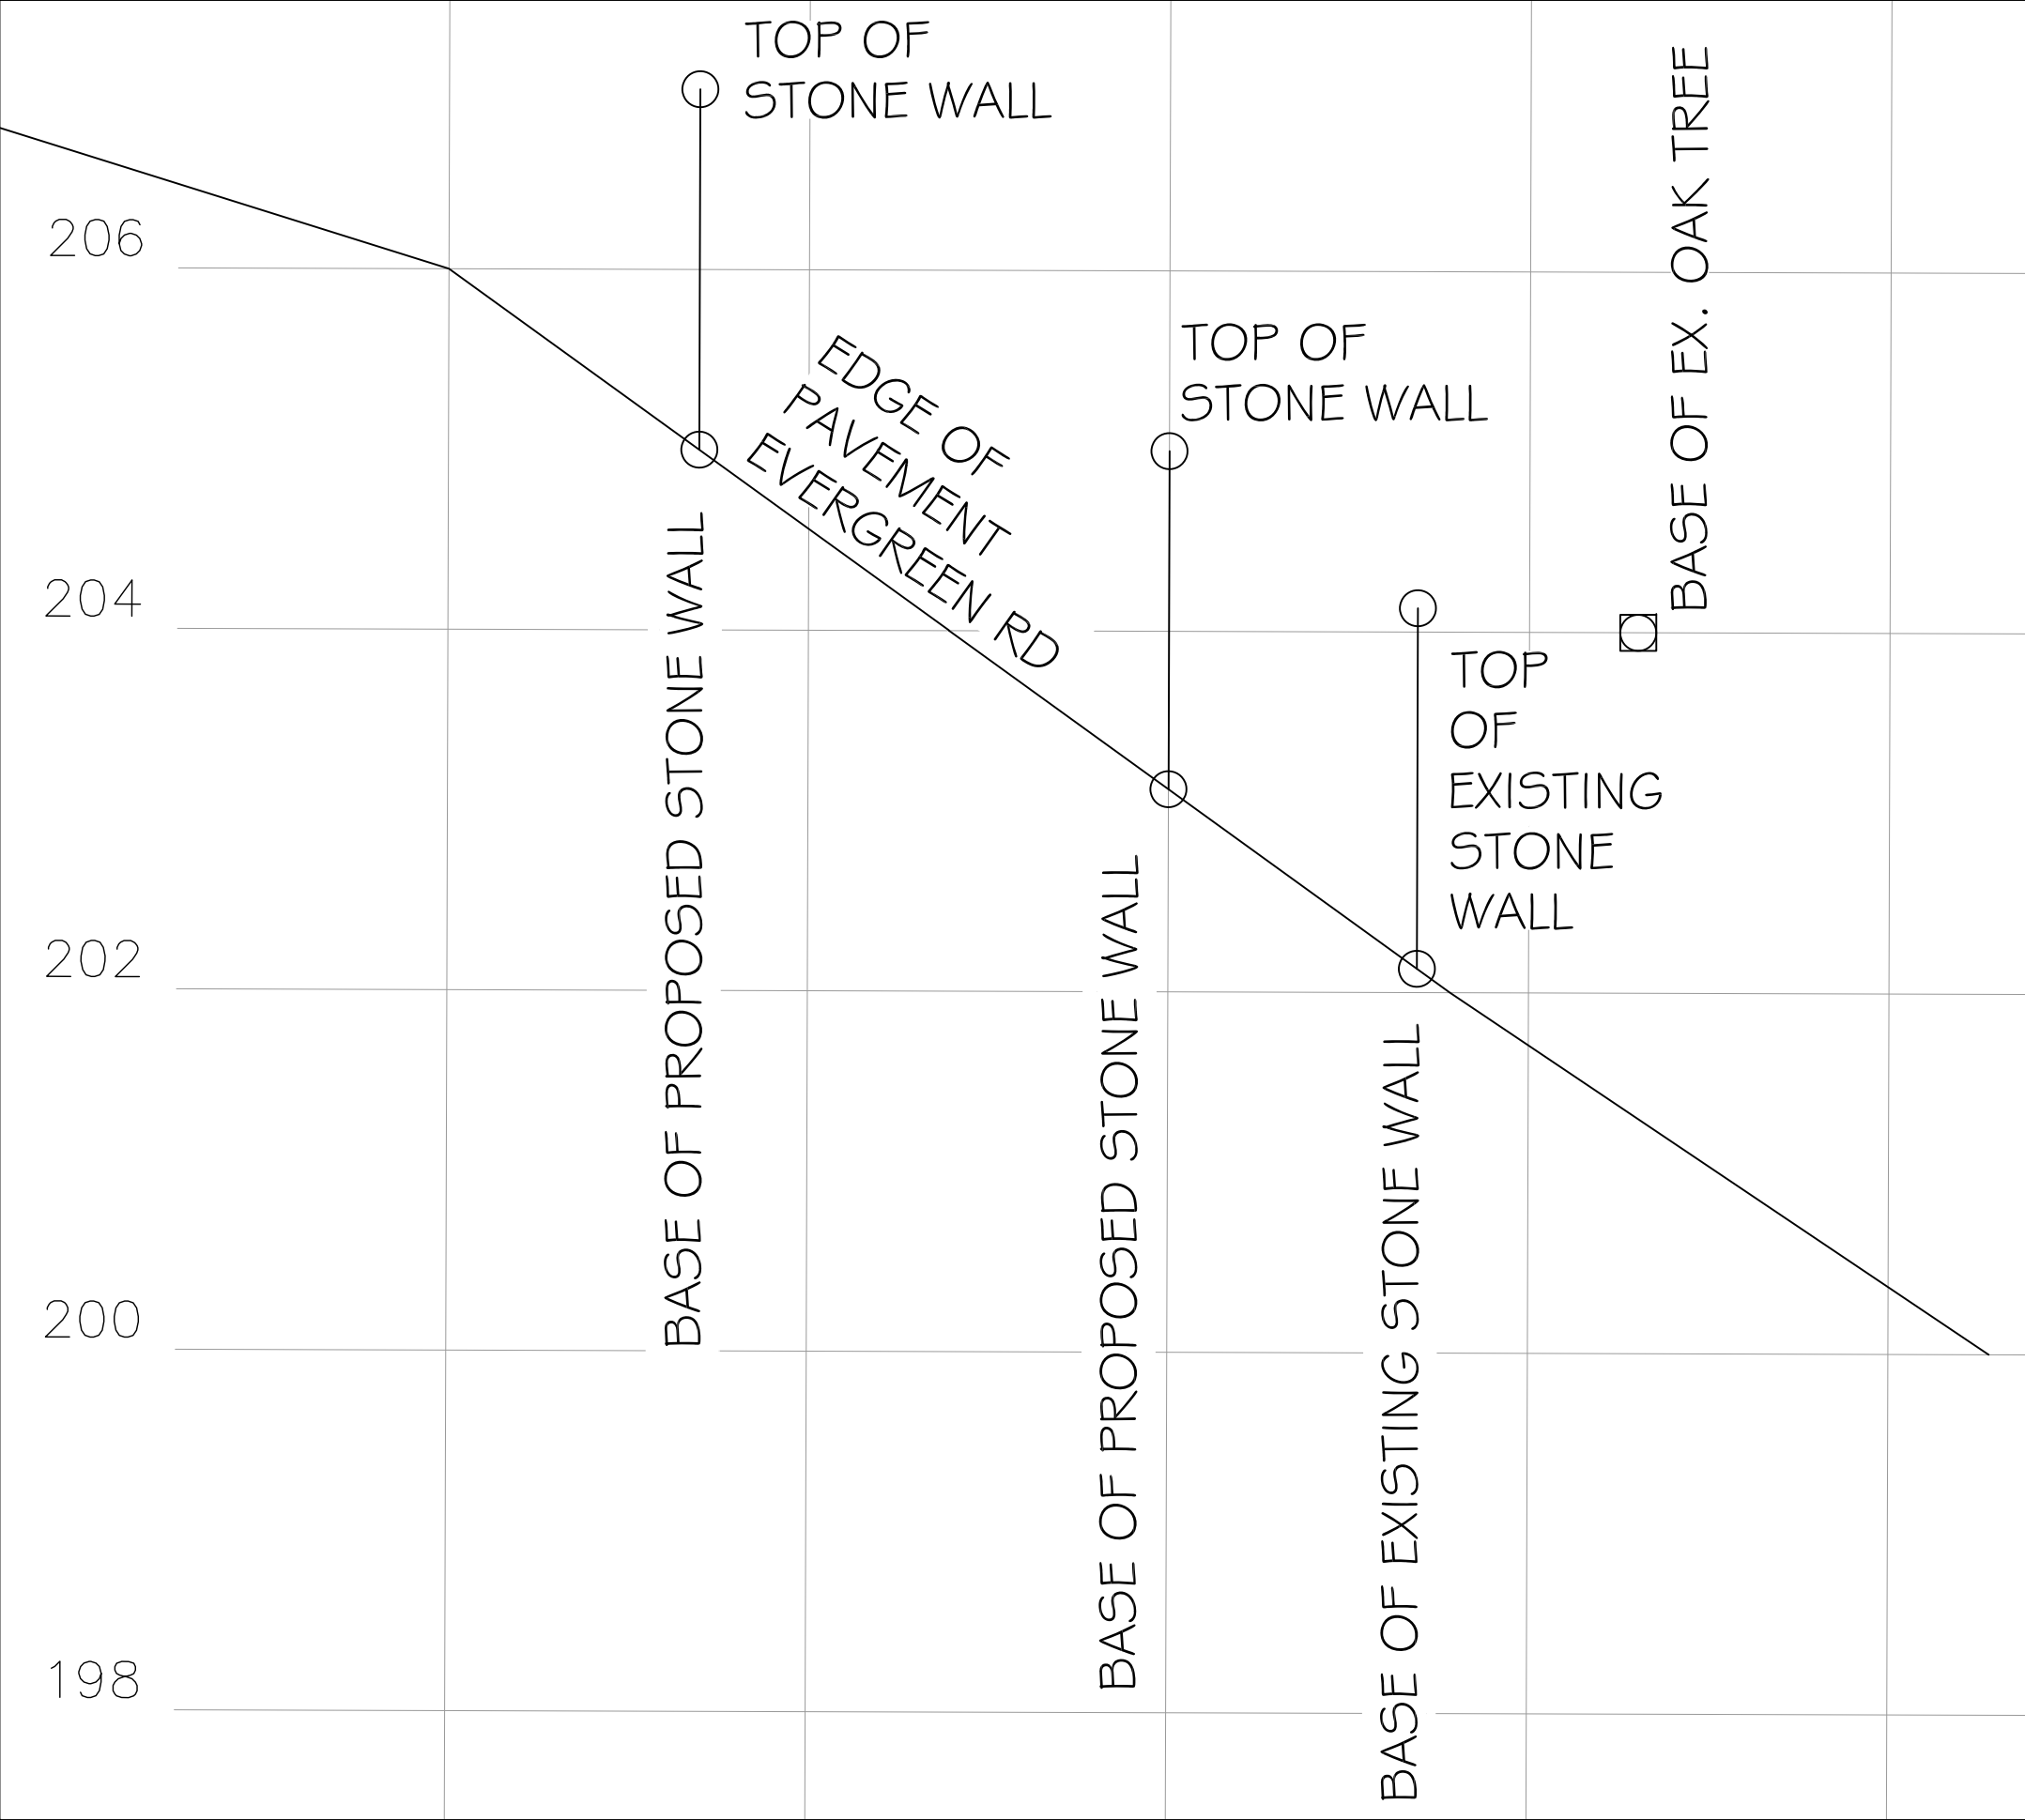 TOP OF
STONE WALL
206
EDGE OF
PAVEMENT
EVERGREEN RD
TOP OF
STONE WALL
BASE OF EX. OAK TREE
204
TOP
OF
EXISTING
STONE
WALL
BASE OF PROPOSED STONE WALL
202
BASE OF PROPOSED STONE WALL
BASE OF EXISTING STONE WALL
200
198